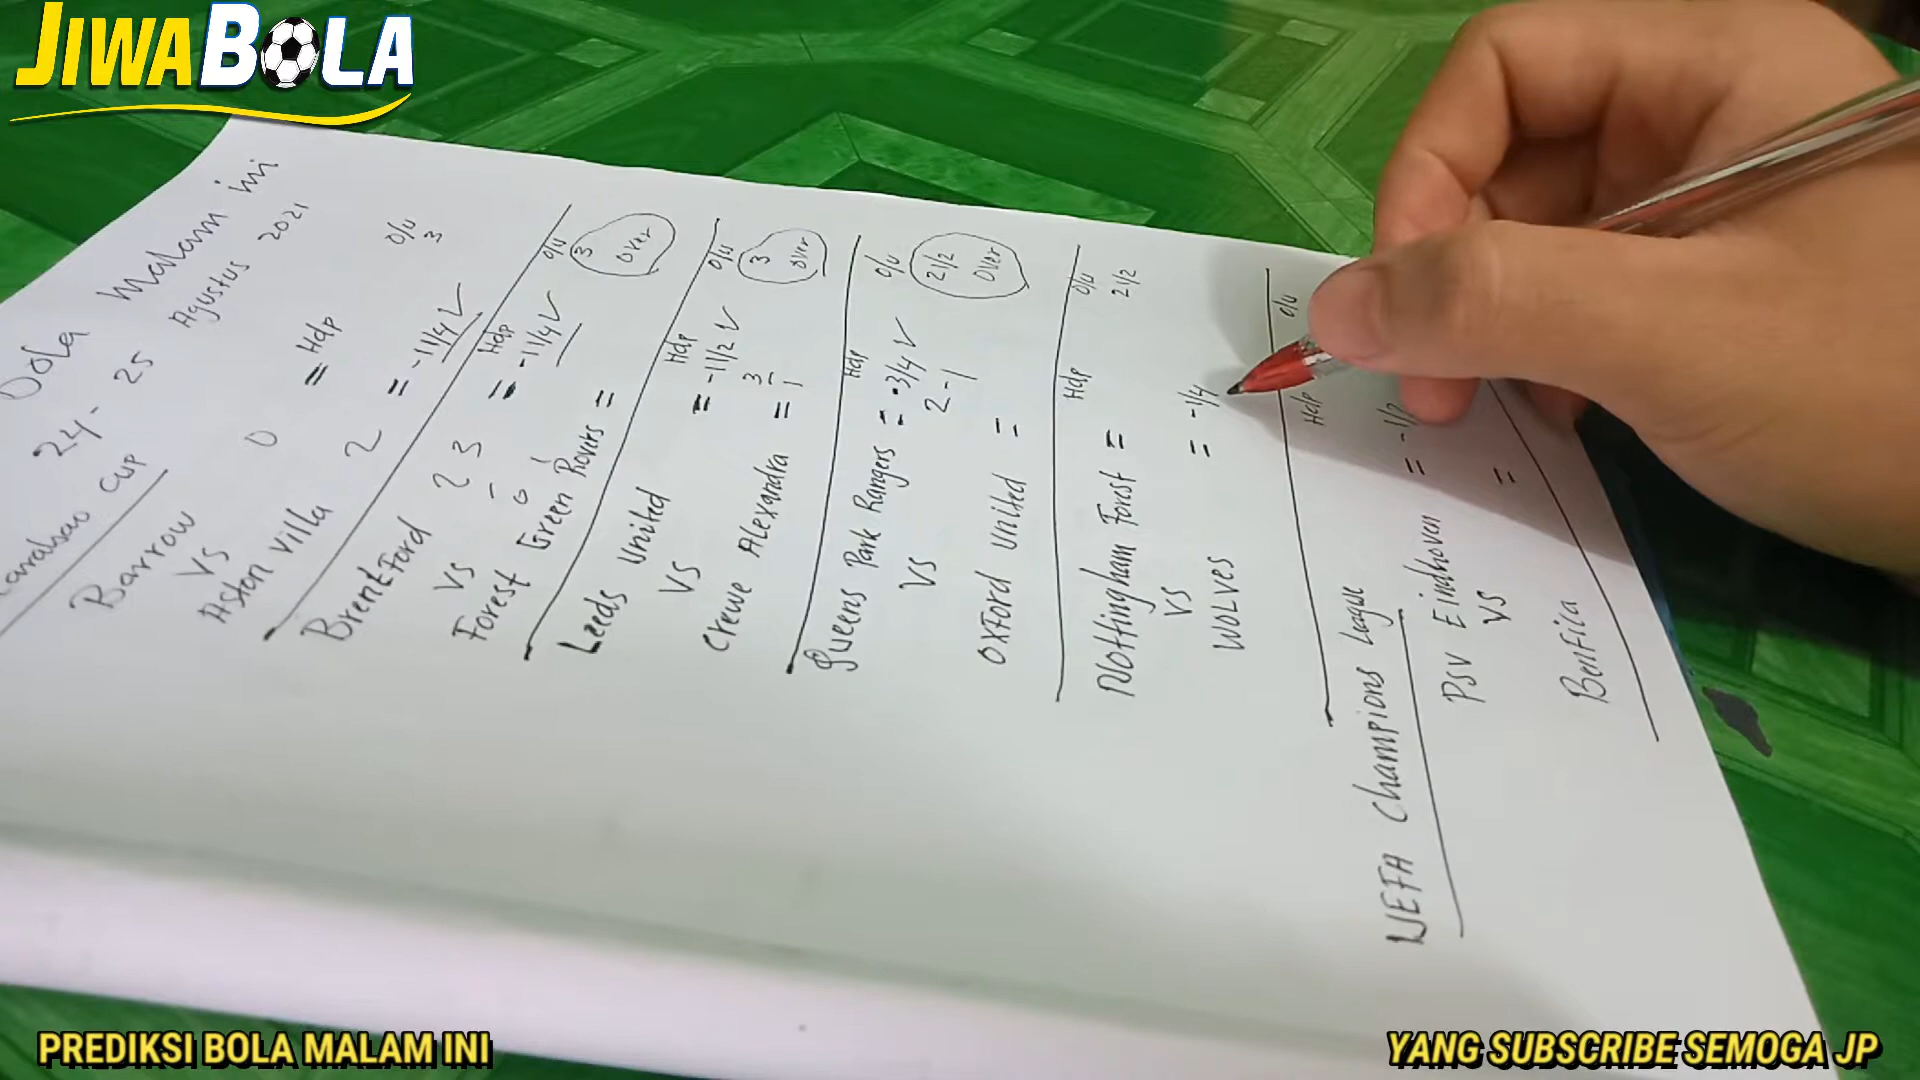 JIWABOLA
Bola Malam ini
24 - 25 Agustus 2021
Carabao Cup
Barrow 0 = Hdp O/U
VS 3
Aston Villa 2 = -1 1/4 V
Hdp O/U
Brentford 2 3 = -1 1/4 V 3 over
VS - -
Forest Green Rovers 0 1 =
Hdp O/U
Leeds United = -1 1/2 V 3 over
VS 3 - 1
Crewe Alexandra =
Hdp O/U
Queens Park Rangers = -3/4 V 2 1/2 over
VS 2 - 1
Oxford United =
Hdp O/U
Nottingham Forest = 2 1/2
VS
Wolves = -1/4
UEFA Champions League
Hdp O/U
PSV Eindhoven = -1/
VS
Benfica =
PREDIKSI BOLA MALAM INI
YANG SUBSCRIBE SEMOGA JP